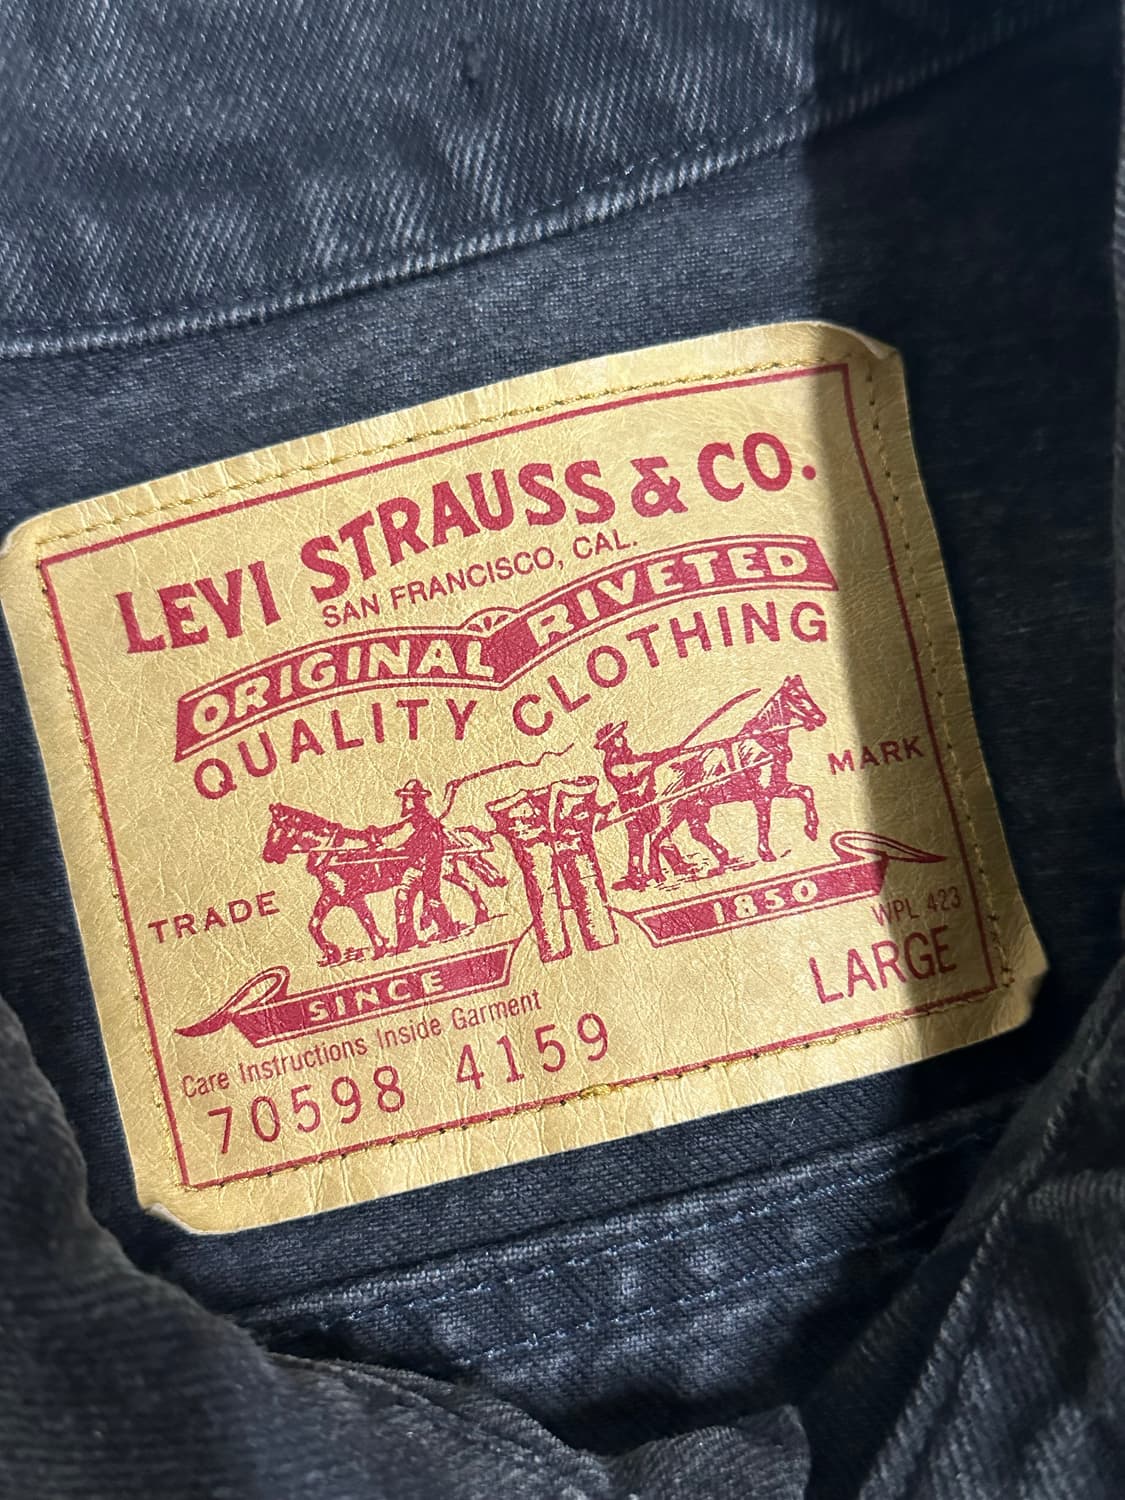 LEVI STRAUSS & CO.
SAN FRANCISCO, CAL.
ORIGINAL RIVETED
QUALITY CLOTHING
TRADE MARK
SINCE 1850
WPL 423
LARGE
Care Instructions Inside Garment
70598 4159